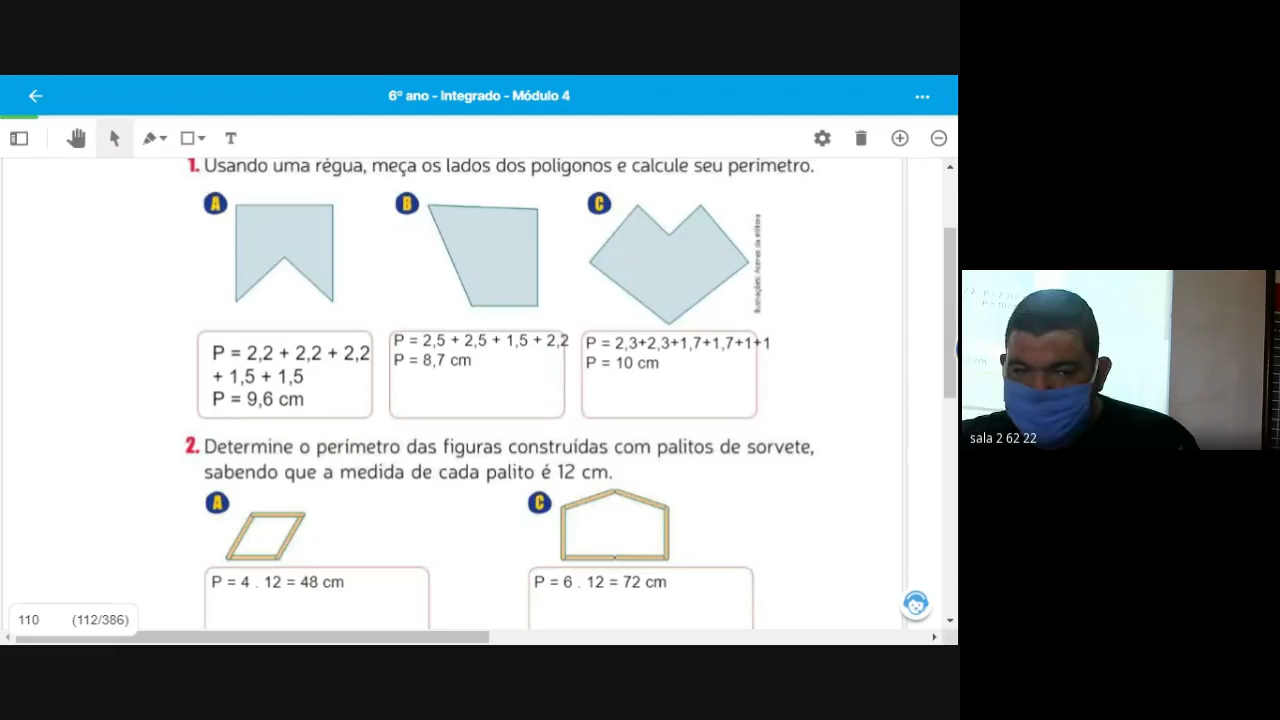 6º ano - Integrado - Módulo 4
T
1. Usando uma régua, meça os lados dos polígonos e calcule seu perímetro.
A
B
C
Ilustrações: Acervo da editora
P = 2,2 + 2,2 + 2,2
+ 1,5 + 1,5
P = 9,6 cm
P = 2,5 + 2,5 + 1,5 + 2,2
P = 8,7 cm
P = 2,3+2,3+1,7+1,7+1+1
P = 10 cm
2. Determine o perímetro das figuras construídas com palitos de sorvete,
sabendo que a medida de cada palito é 12 cm.
A
C
P = 4 . 12 = 48 cm
P = 6 . 12 = 72 cm
110 (112/386)
sala 2 62 22